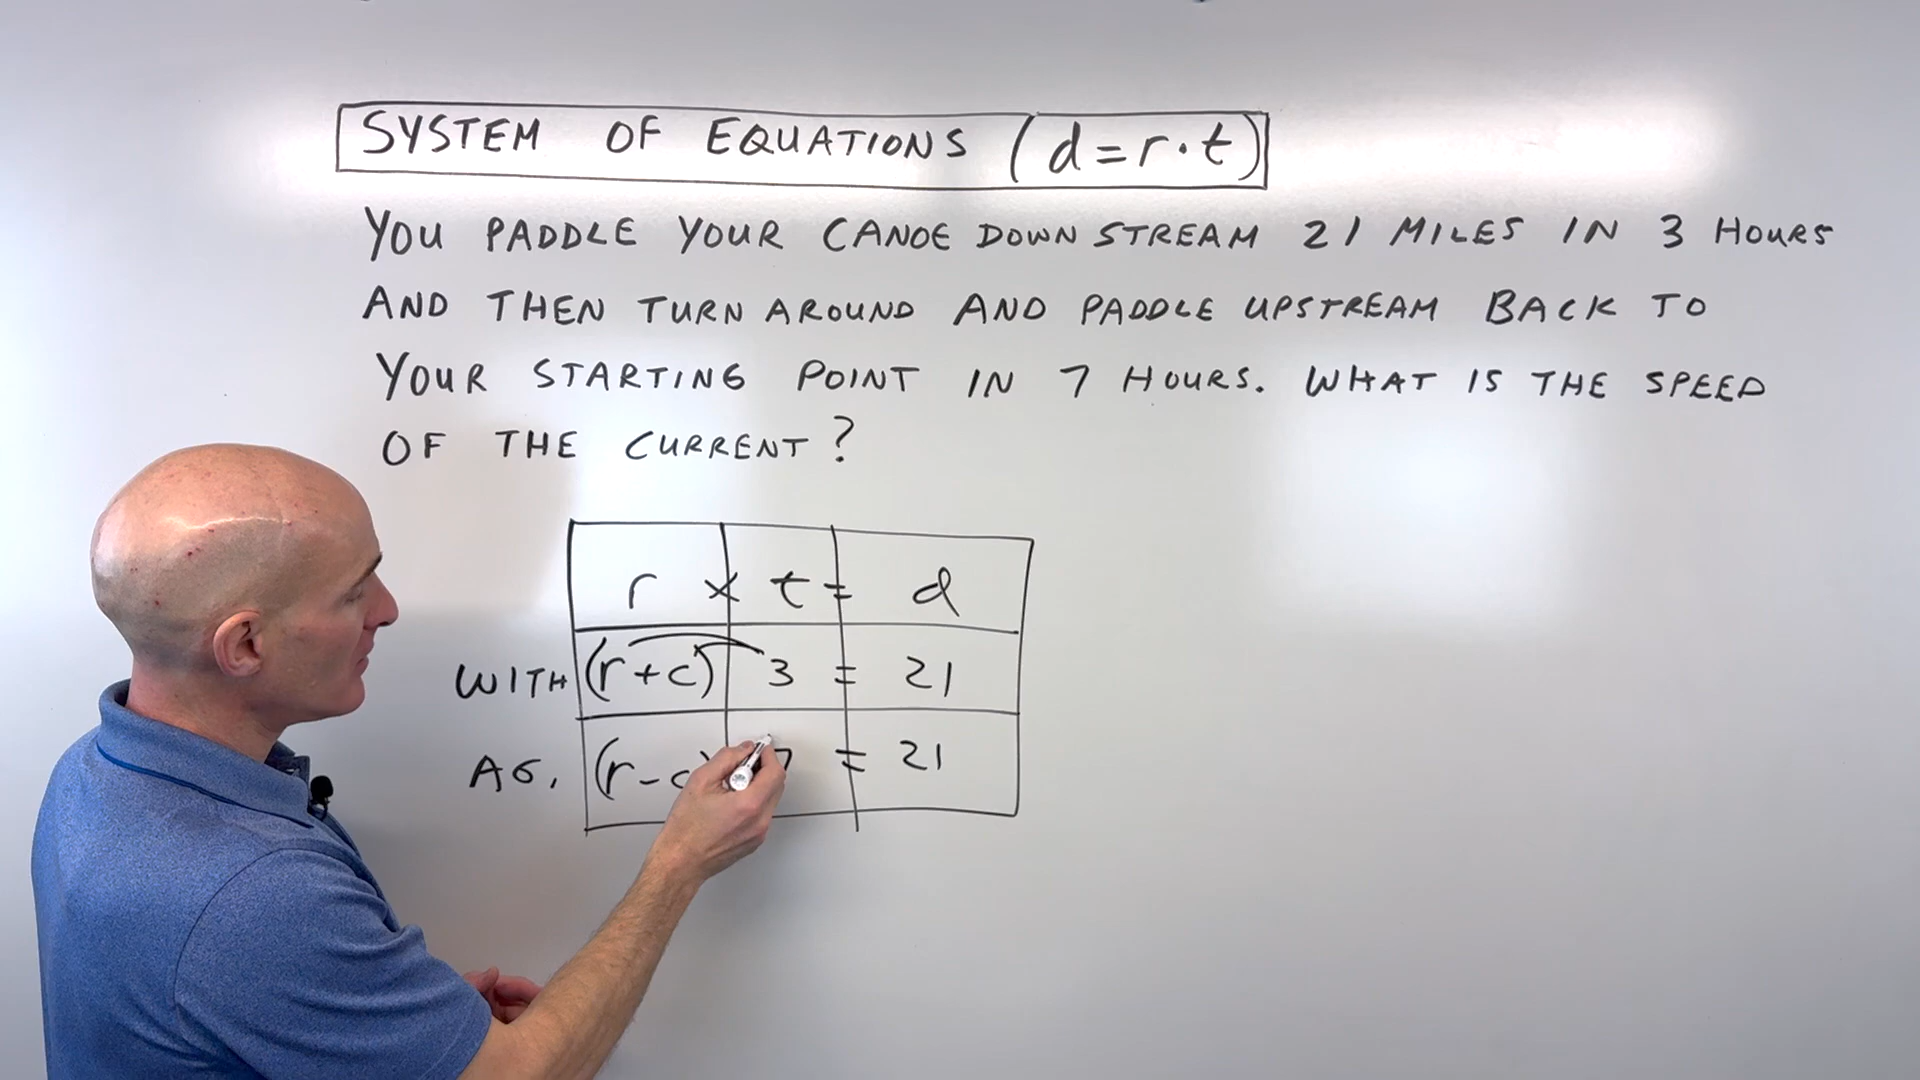 SYSTEM OF EQUATIONS (d=r·t)
YOU PADDLE YOUR CANOE DOWNSTREAM 21 MILES IN 3 HOURS
AND THEN TURN AROUND AND PADDLE UPSTREAM BACK TO
YOUR STARTING POINT IN 7 HOURS. WHAT IS THE SPEED
OF THE CURRENT?
r × t = d
WITH (r+c) 3 = 21
AG. (r-c) 7 = 21